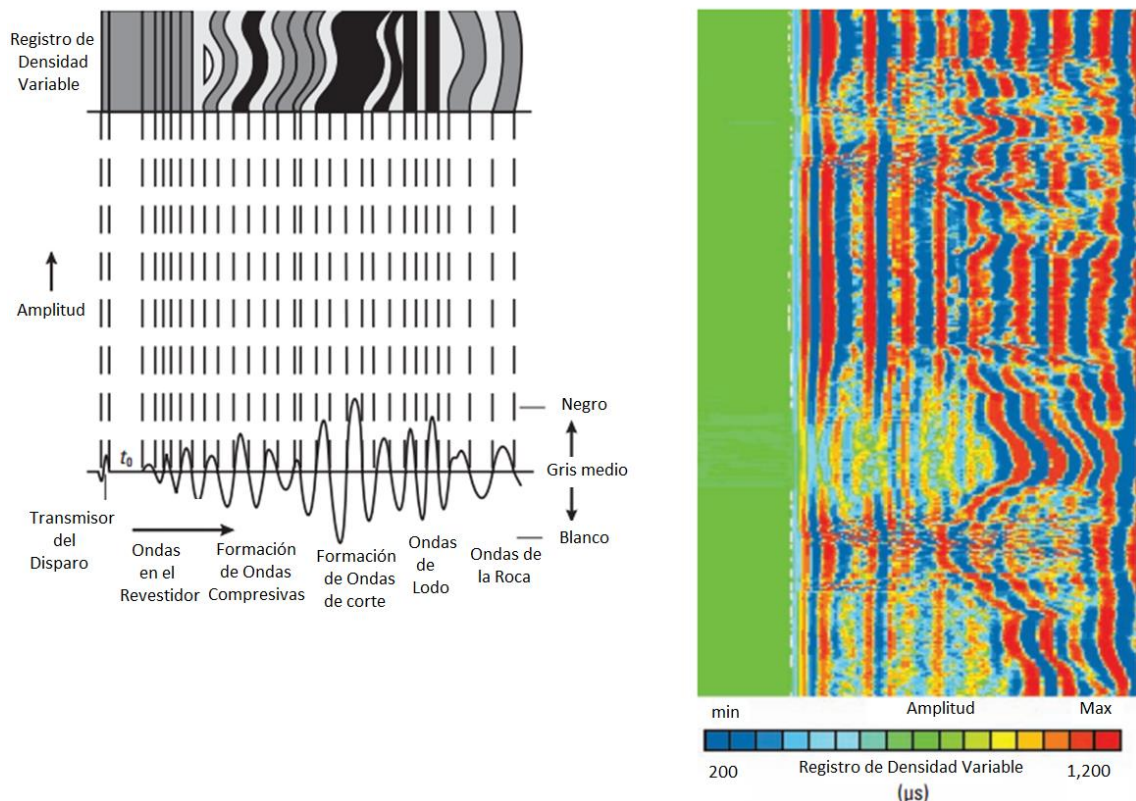 Registro de
Densidad
Variable
Amplitud
t₀
Negro
Gris medio
Blanco
Transmisor
del
Disparo
Ondas
en el
Revestidor
Formación
de Ondas
Compresivas
Formación
de Ondas
de corte
Ondas
de
Lodo
Ondas de
la Roca
min
Amplitud
Max
200
Registro de Densidad Variable
1,200
(µs)